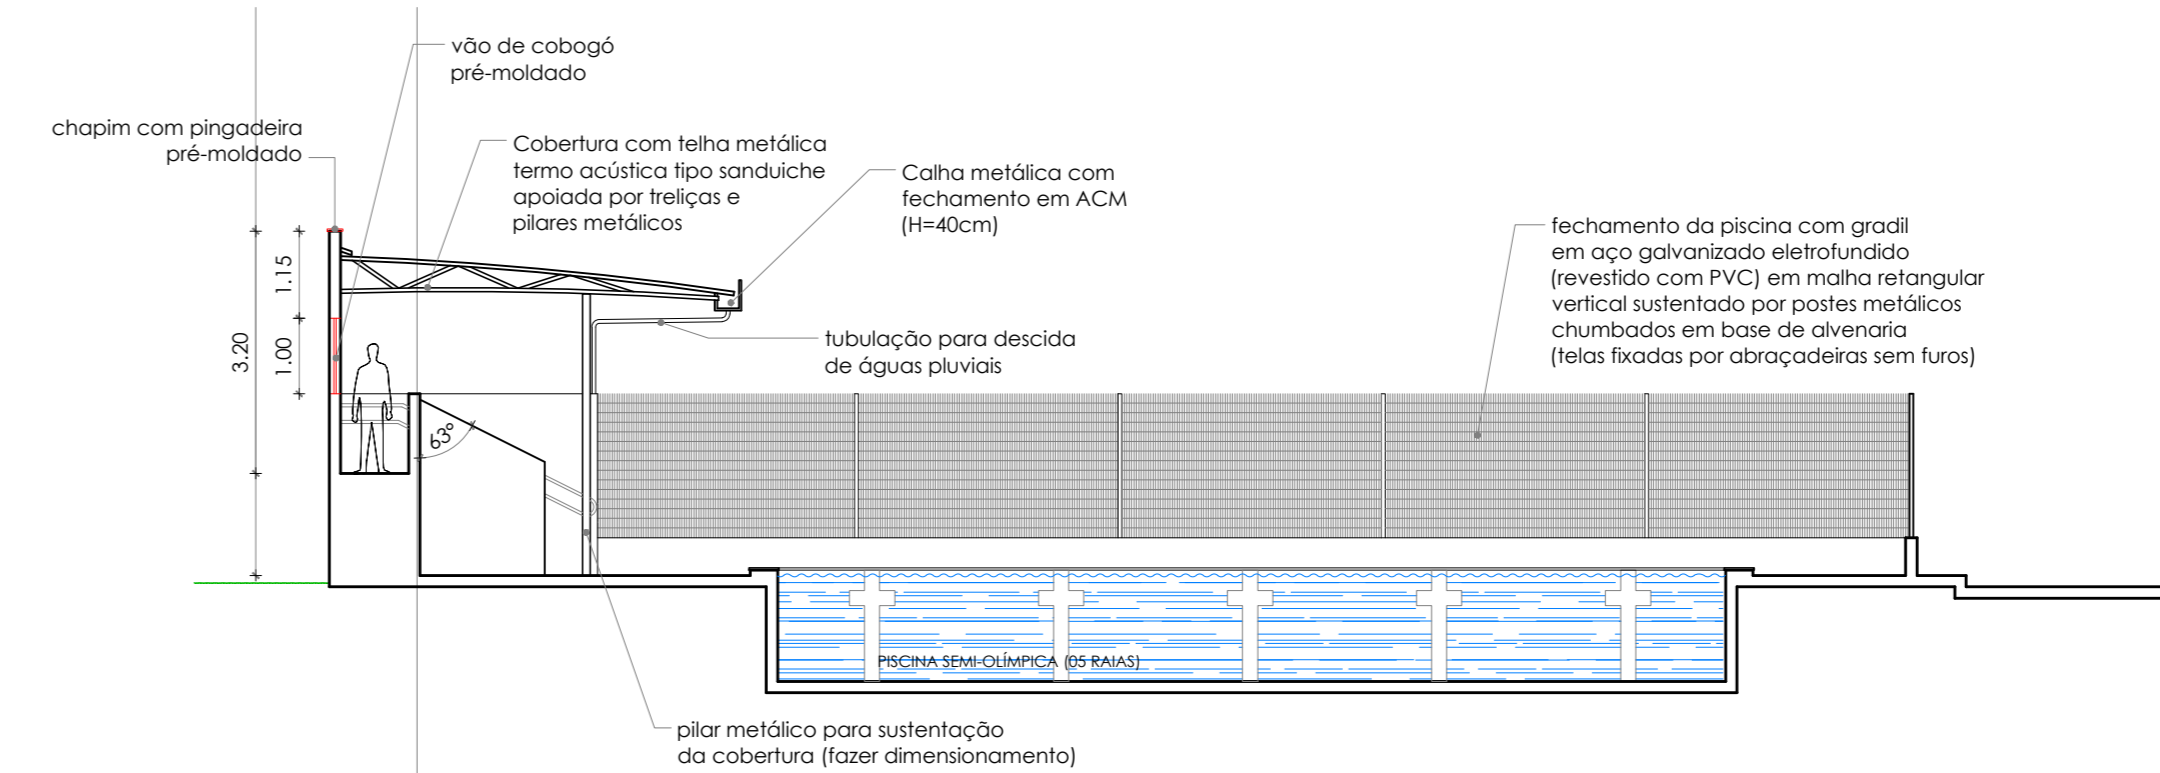 vão de cobogó
pré-moldado
chapim com pingadeira
pré-moldado
Cobertura com telha metálica
termo acústica tipo sanduiche
apoiada por treliças e
pilares metálicos
Calha metálica com
fechamento em ACM
(H=40cm)
fechamento da piscina com gradil
em aço galvanizado eletrofundido
(revestido com PVC) em malha retangular
vertical sustentado por postes metálicos
chumbados em base de alvenaria
(telas fixadas por abraçadeiras sem furos)
1.15
3.20
1.00
tubulação para descida
de águas pluviais
63°
PISCINA SEMI-OLÍMPICA (05 RAIAS)
pilar metálico para sustentação
da cobertura (fazer dimensionamento)